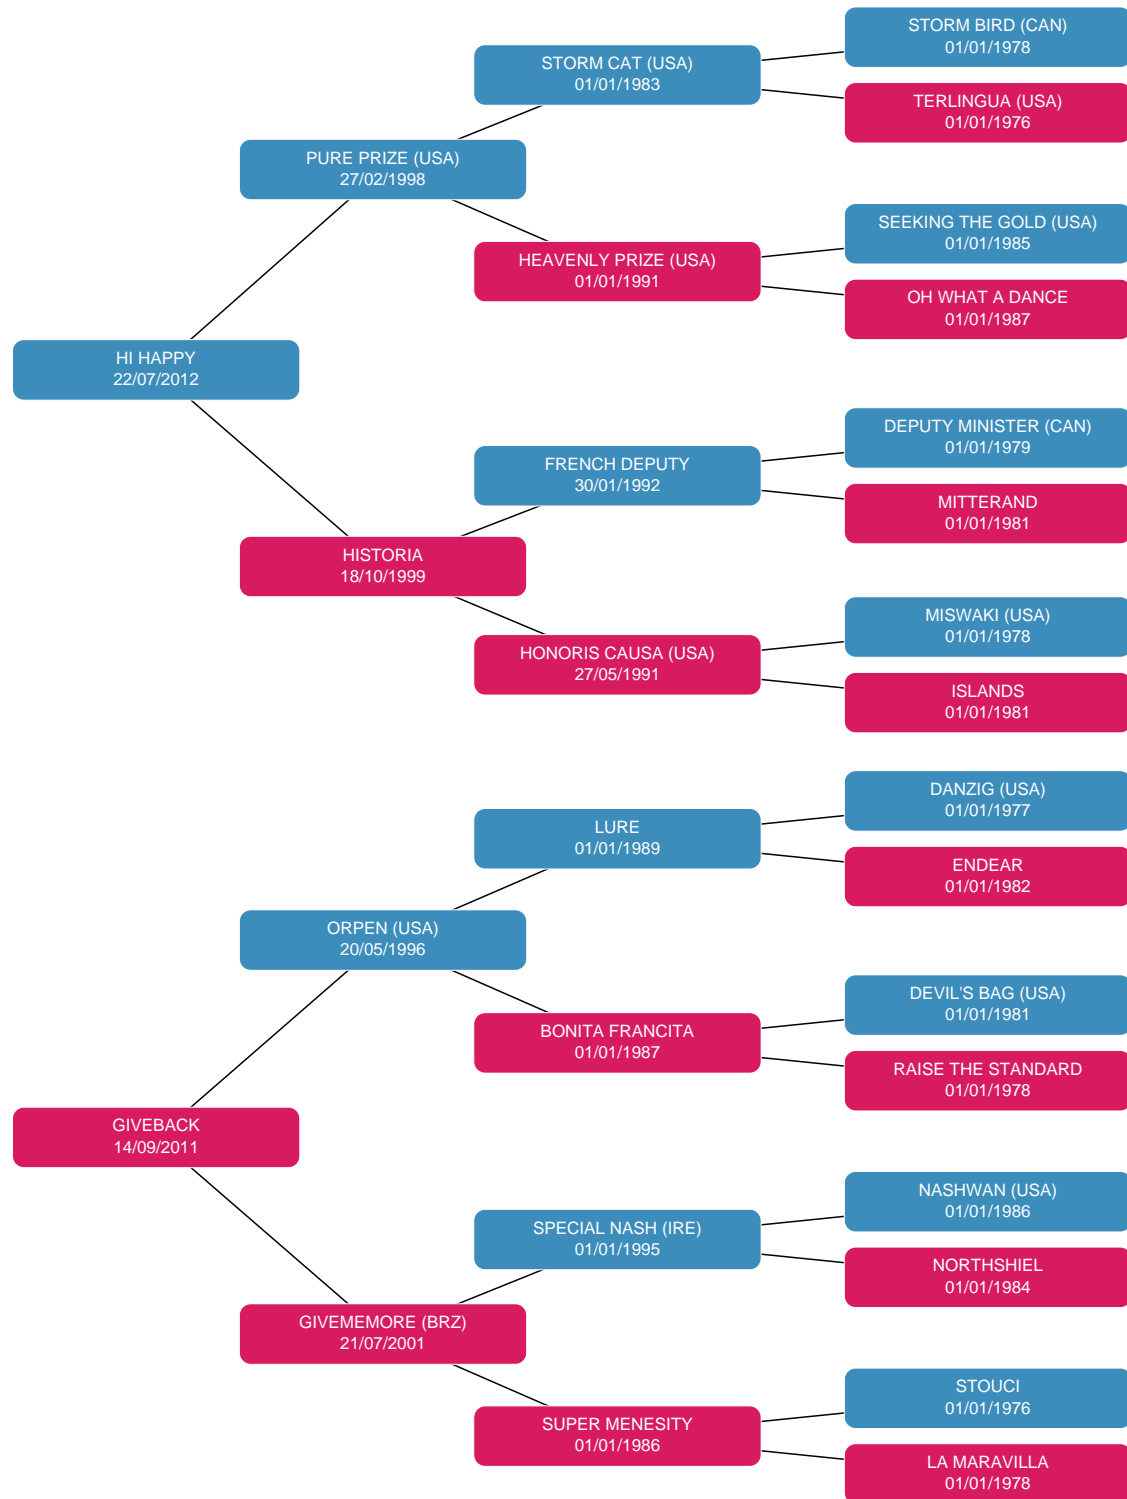 STORM BIRD (CAN)
01/01/1978
STORM CAT (USA)
01/01/1983
TERLINGUA (USA)
01/01/1976
PURE PRIZE (USA)
27/02/1998
SEEKING THE GOLD (USA)
01/01/1985
HEAVENLY PRIZE (USA)
01/01/1991
OH WHAT A DANCE
01/01/1987
HI HAPPY
22/07/2012
DEPUTY MINISTER (CAN)
01/01/1979
FRENCH DEPUTY
30/01/1992
MITTERAND
01/01/1981
HISTORIA
18/10/1999
MISWAKI (USA)
01/01/1978
HONORIS CAUSA (USA)
27/05/1991
ISLANDS
01/01/1981
DANZIG (USA)
01/01/1977
LURE
01/01/1989
ENDEAR
01/01/1982
ORPEN (USA)
20/05/1996
DEVIL'S BAG (USA)
01/01/1981
BONITA FRANCITA
01/01/1987
RAISE THE STANDARD
01/01/1978
GIVEBACK
14/09/2011
NASHWAN (USA)
01/01/1986
SPECIAL NASH (IRE)
01/01/1995
NORTHSHIEL
01/01/1984
GIVEMEMORE (BRZ)
21/07/2001
STOUCI
01/01/1976
SUPER MENESITY
01/01/1986
LA MARAVILLA
01/01/1978